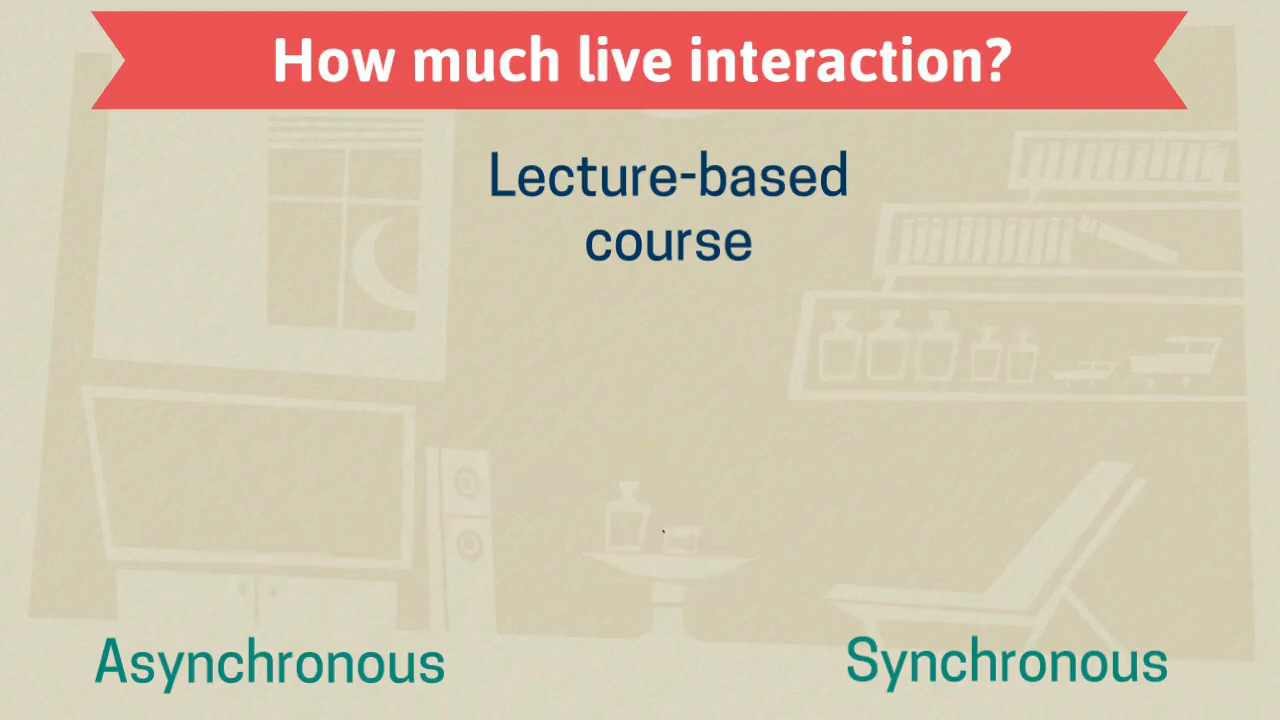 How much live interaction?
Lecture-based
course
Asynchronous
Synchronous